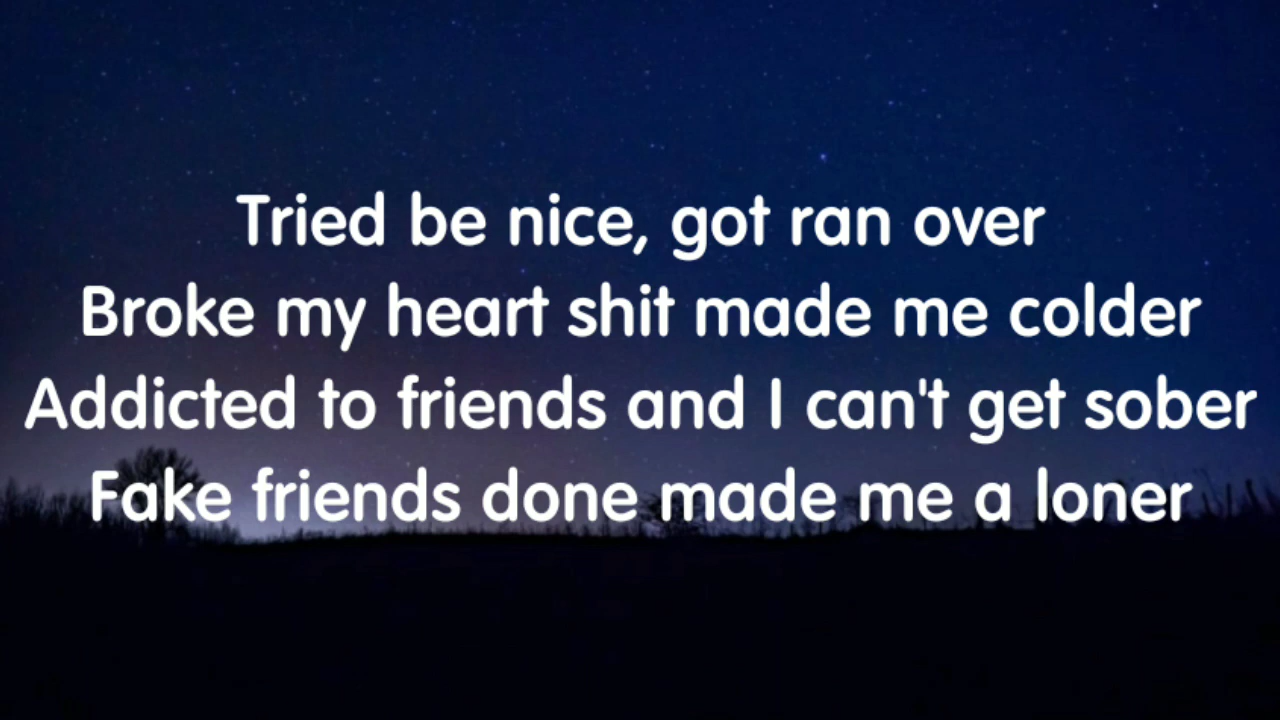 Tried be nice, got ran over
Broke my heart shit made me colder
Addicted to friends and I can't get sober
Fake friends done made me a loner